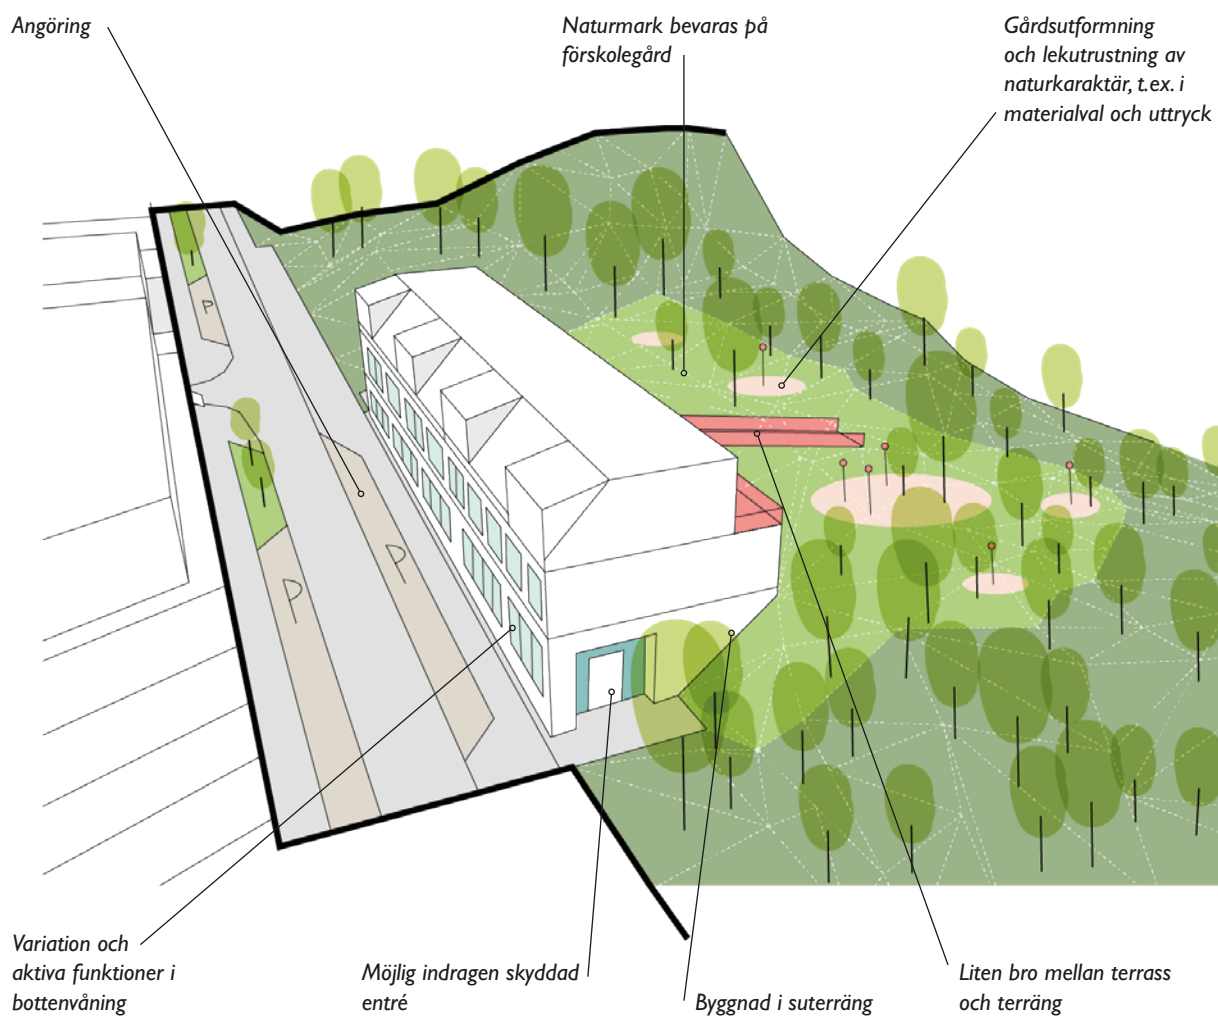 Angöring
Naturmark bevaras på
förskolegård
Gårdsutformning
och lekutrustning av
naturkaraktär, t.ex. i
materialval och uttryck
P
P
P
Variation och
aktiva funktioner i
bottenvåning
Möjlig indragen skyddad
entré
Byggnad i suterräng
Liten bro mellan terrass
och terräng